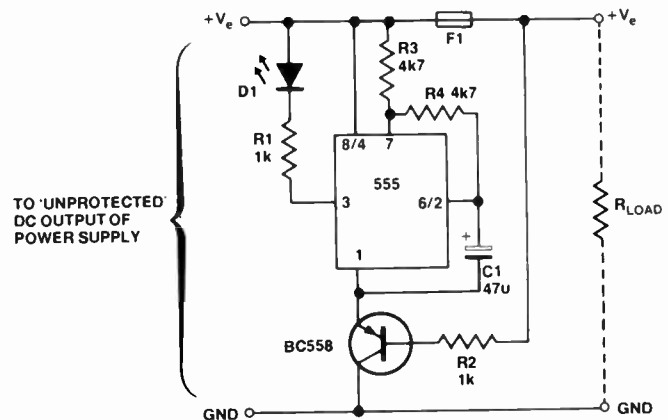 +Ve
F1
+Ve
R3
4k7
R4 4k7
D1
R1
1k
8/4
7
555
3
6/2
TO 'UNPROTECTED'
DC OUTPUT OF
POWER SUPPLY
RLOAD
1
+
C1
47u
BC558
R2
1k
GND
GND